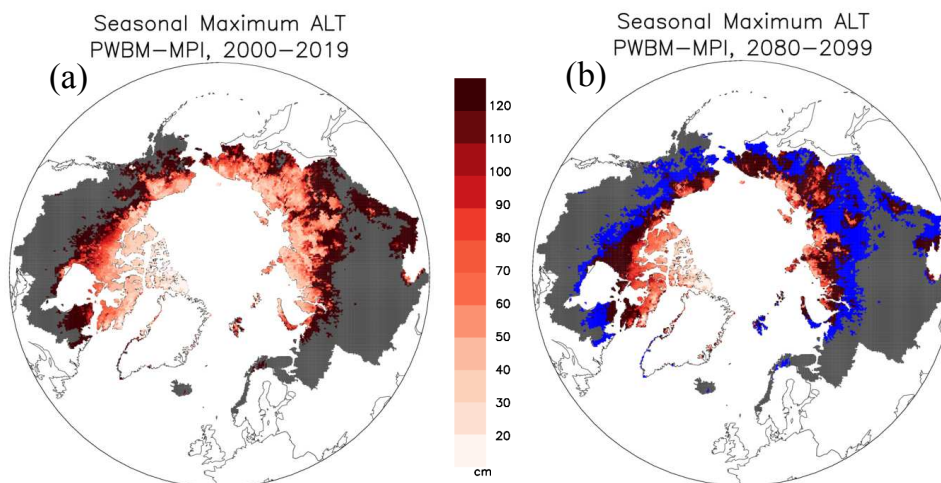 Seasonal Maximum ALT
PWBM−MPI, 2000−2019
(a)
120
110
100
90
80
70
60
50
40
30
20
cm
Seasonal Maximum ALT
PWBM−MPI, 2080−2099
(b)